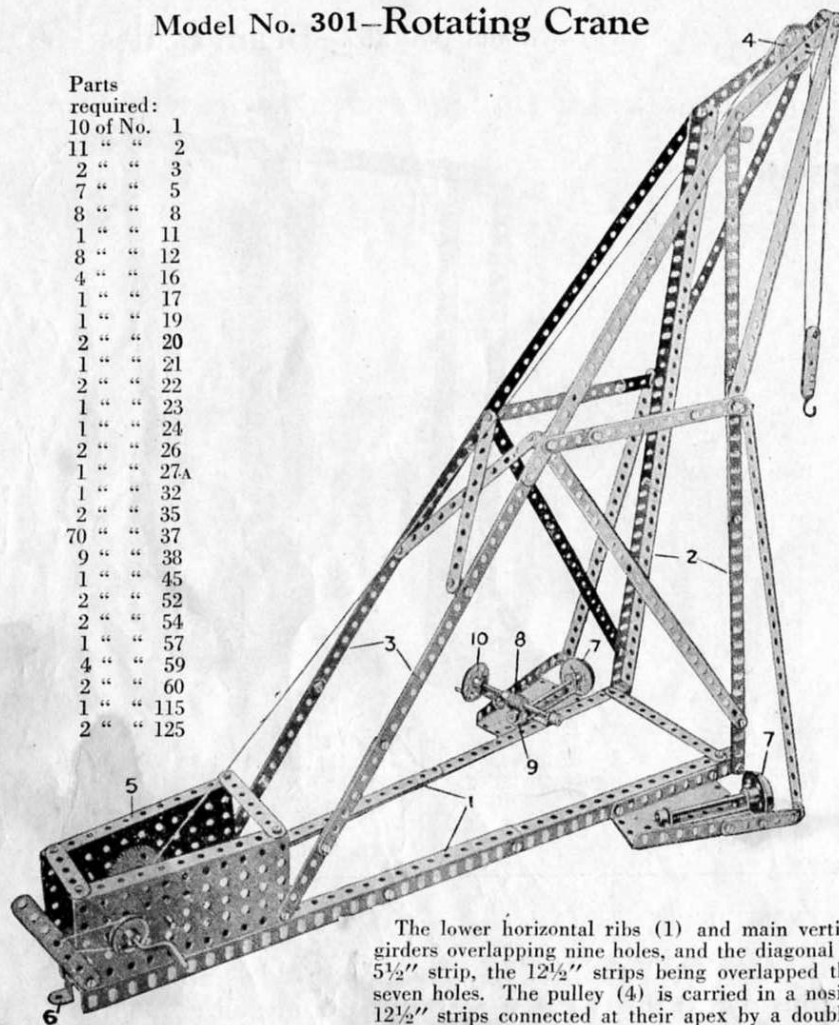 Model No. 301—Rotating Crane
Parts
required:
10 of No. 1
11 “ “ 2
2 “ “ 3
7 “ “ 5
8 “ “ 8
1 “ “ 11
8 “ “ 12
4 “ “ 16
1 “ “ 17
1 “ “ 19
2 “ “ 20
1 “ “ 21
2 “ “ 22
1 “ “ 23
1 “ “ 24
2 “ “ 26
1 “ “ 27A
1 “ “ 32
2 “ “ 35
70 “ “ 37
9 “ “ 38
1 “ “ 45
2 “ “ 52
2 “ “ 54
1 “ “ 57
4 “ “ 59
2 “ “ 60
1 “ “ 115
2 “ “ 125
4
2
3
10
8
7
9
7
1
5
6
The lower horizontal ribs (1) and main verti
girders overlapping nine holes, and the diagonal
5½″ strip, the 12½″ strips being overlapped th
seven holes. The pulley (4) is carried in a nosi
12½″ strips connected at their apex by a doubl